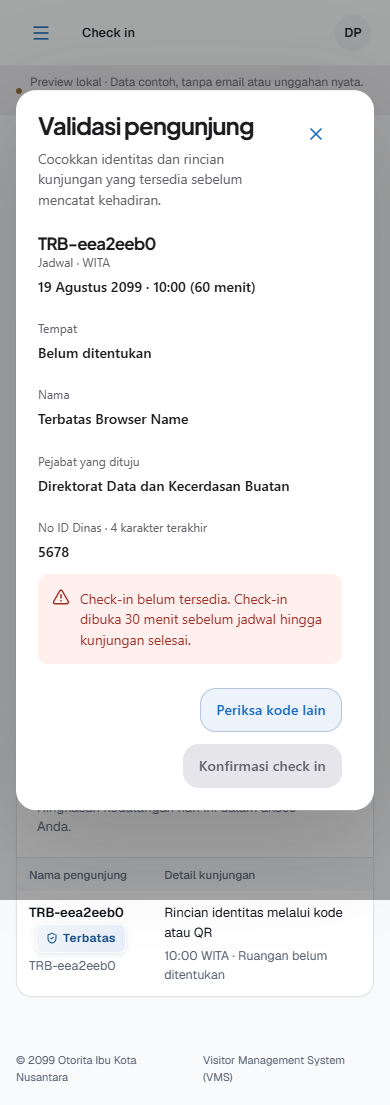 Check in
DP
Preview lokal · Data contoh, tanpa email atau unggahan nyata.
Validasi pengunjung
Cocokkan identitas dan rincian
kunjungan yang tersedia sebelum
mencatat kehadiran.
TRB-eea2eeb0
Jadwal · WITA
19 Agustus 2099 · 10:00 (60 menit)
Tempat
Belum ditentukan
Nama
Terbatas Browser Name
Pejabat yang dituju
Direktorat Data dan Kecerdasan Buatan
No ID Dinas · 4 karakter terakhir
5678
Check-in belum tersedia. Check-in
dibuka 30 menit sebelum jadwal hingga
kunjungan selesai.
Periksa kode lain
Konfirmasi check in
Anda.
Nama pengunjung
Detail kunjungan
TRB-eea2eeb0
Terbatas
TRB-eea2eeb0
Rincian identitas melalui kode
atau QR
10:00 WITA · Ruangan belum
ditentukan
© 2099 Otorita Ibu Kota
Nusantara
Visitor Management System
(VMS)